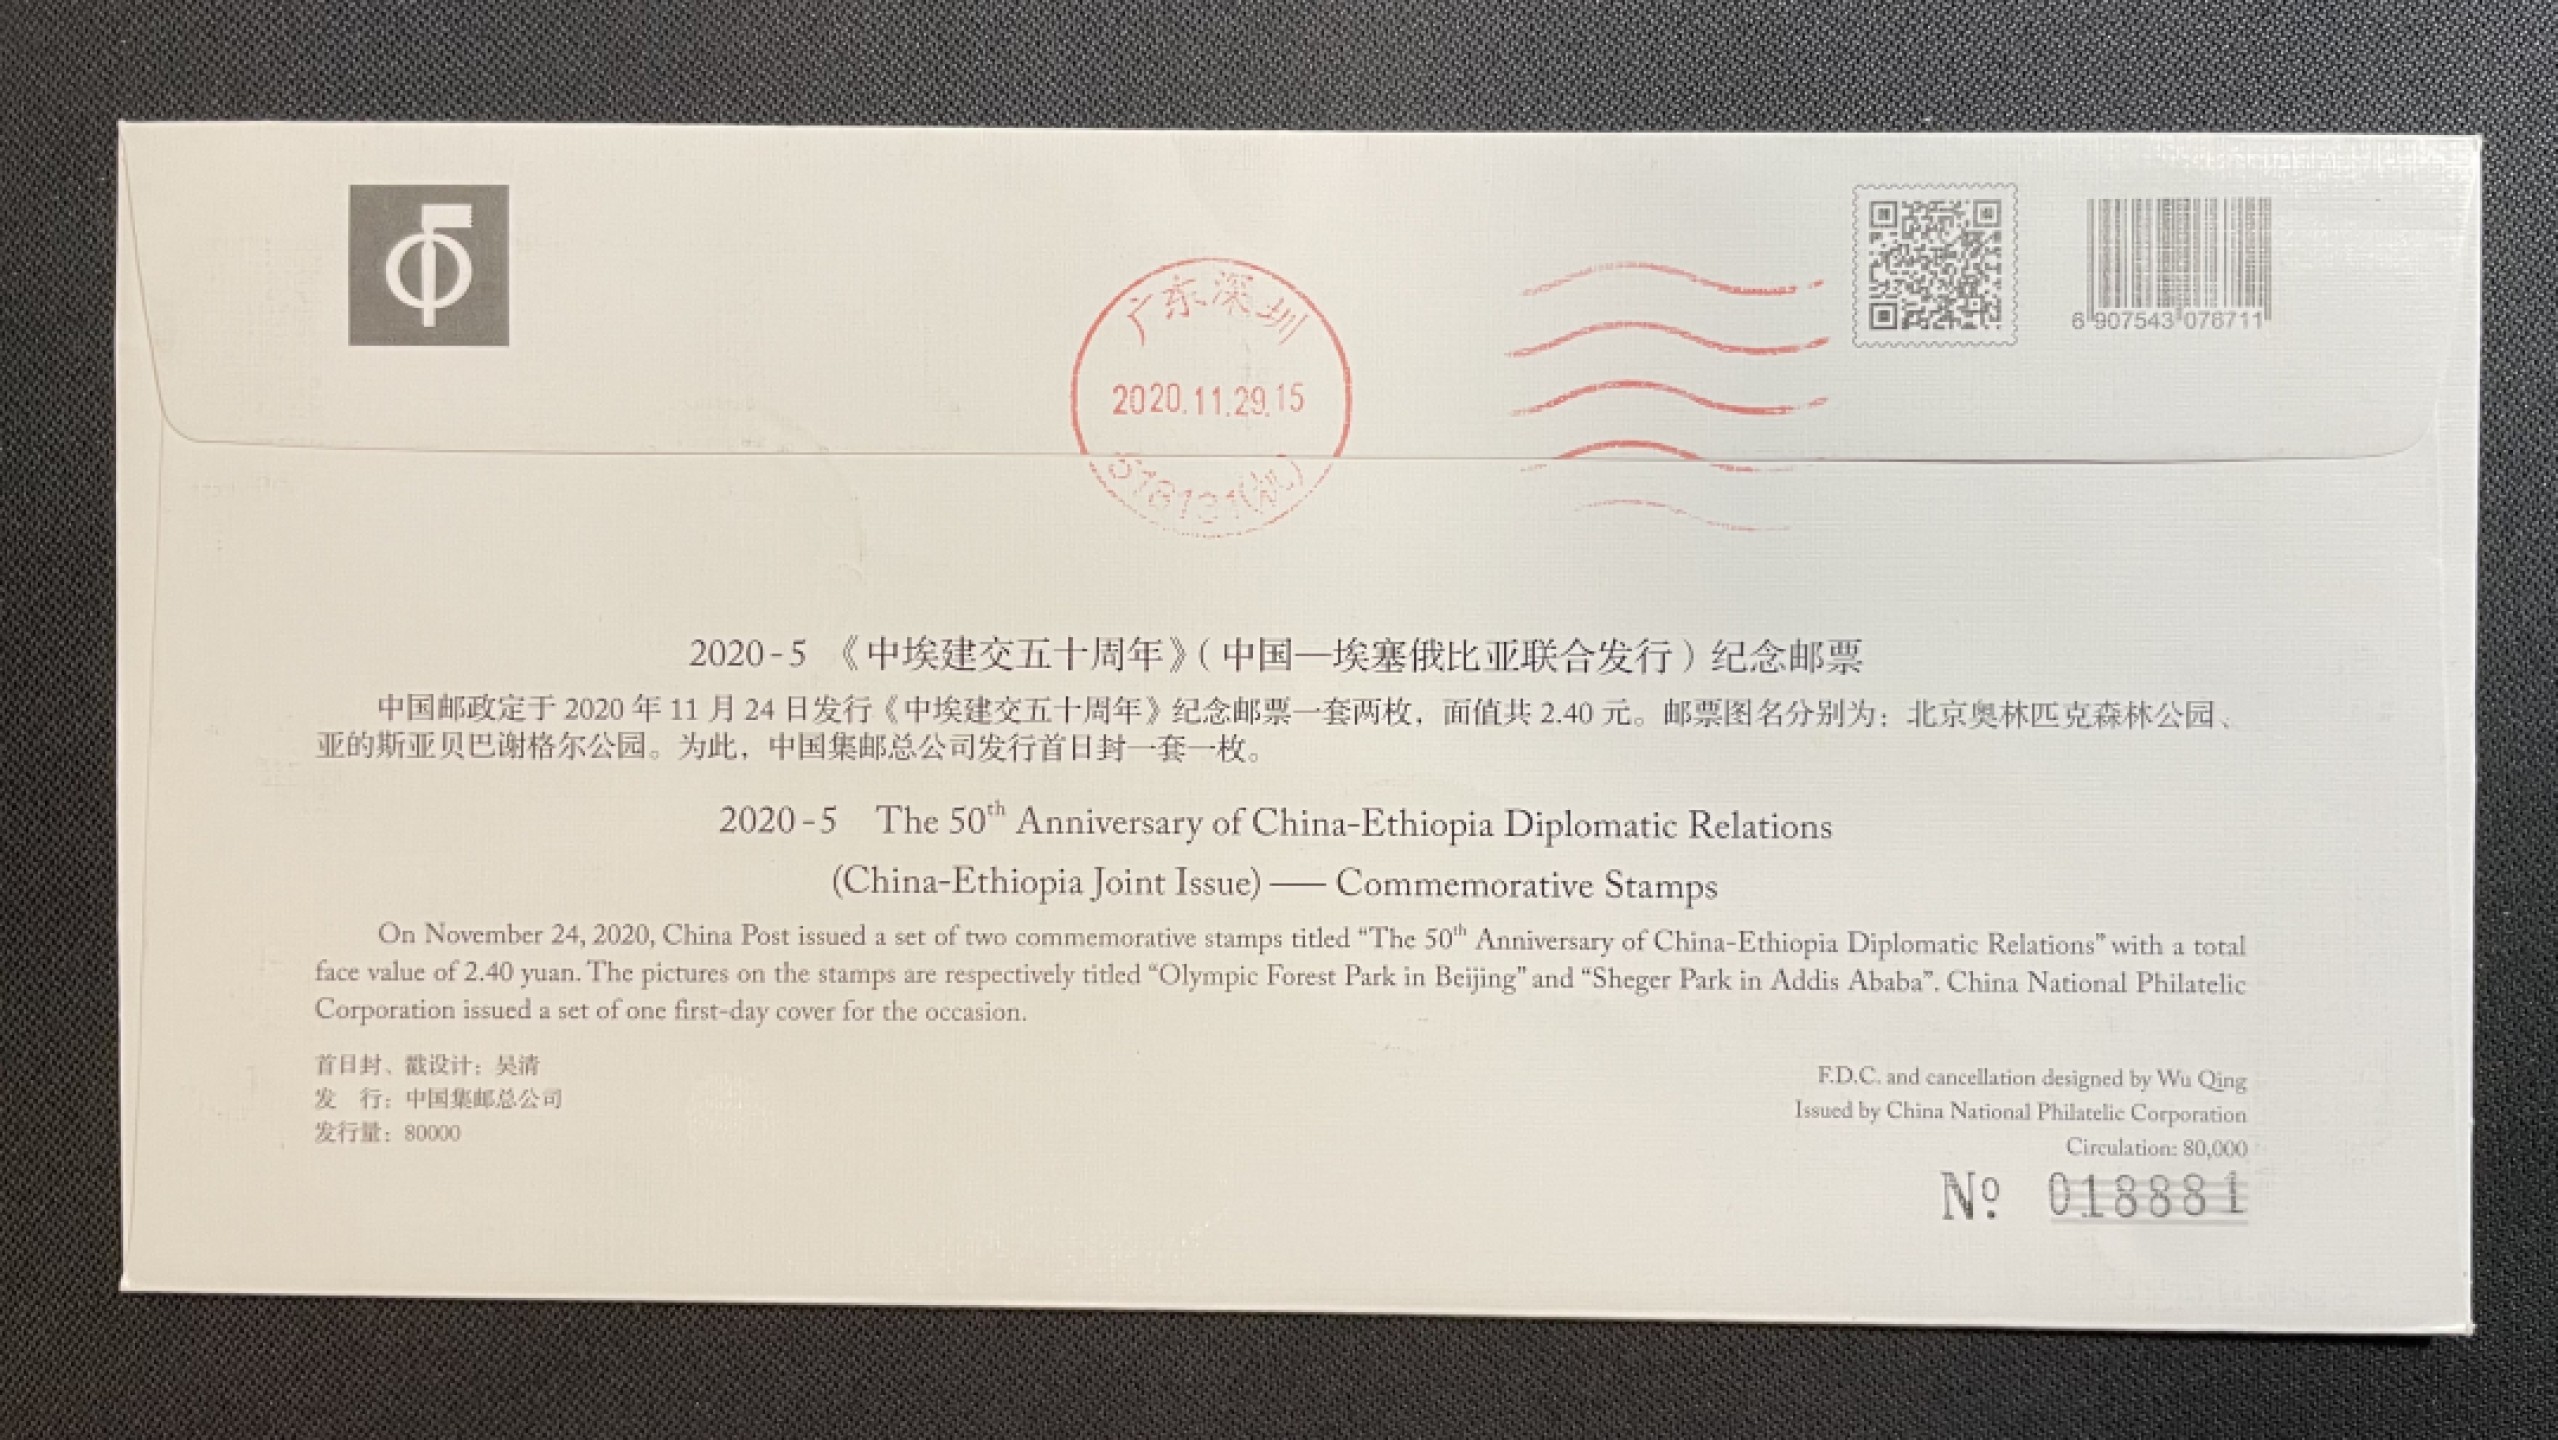 广东深圳
2020.11.29.15
6 907543 076711
2020-5 《中埃建交五十周年》（中国—埃塞俄比亚联合发行）纪念邮票
中国邮政定于 2020 年 11 月 24 日发行《中埃建交五十周年》纪念邮票一套两枚，面值共 2.40 元。邮票图名分别为：北京奥林匹克森林公园、
亚的斯亚贝巴谢格尔公园。为此，中国集邮总公司发行首日封一套一枚。
2020-5 The 50th Anniversary of China-Ethiopia Diplomatic Relations
(China-Ethiopia Joint Issue) —— Commemorative Stamps
On November 24, 2020, China Post issued a set of two commemorative stamps titled “The 50th Anniversary of China-Ethiopia Diplomatic Relations” with a total
face value of 2.40 yuan. The pictures on the stamps are respectively titled “Olympic Forest Park in Beijing” and “Sheger Park in Addis Ababa”. China National Philatelic
Corporation issued a set of one first-day cover for the occasion.
首日封、戳设计：吴清
发 行：中国集邮总公司
发行量：80000
F.D.C. and cancellation designed by Wu Qing
Issued by China National Philatelic Corporation
Circulation: 80,000
№ 018881